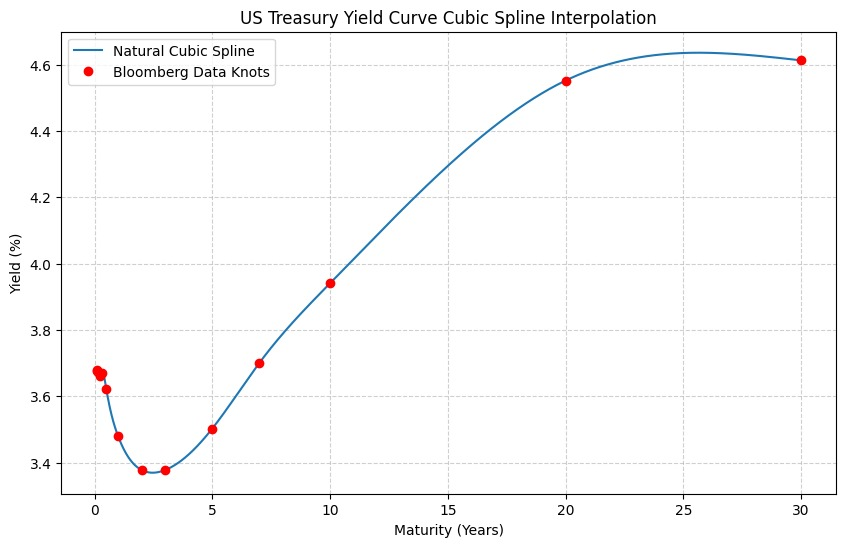 US Treasury Yield Curve Cubic Spline Interpolation
Natural Cubic Spline
Bloomberg Data Knots
Yield (%)
4.6
4.4
4.2
4.0
3.8
3.6
3.4
0 5 10 15 20 25 30
Maturity (Years)